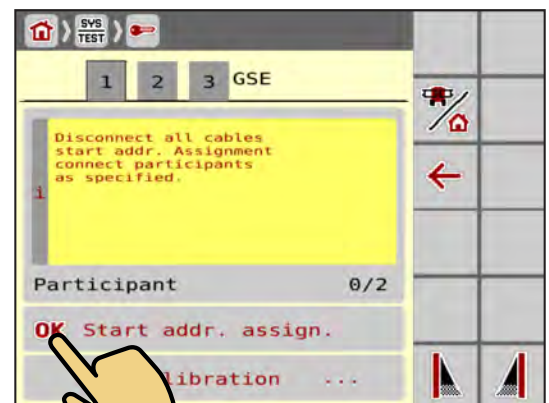 SYS
TEST
1 2 3 GSE
Disconnect all cables
start addr. Assignment
connect participants
as specified.
i
Participant 0/2
OK Start addr. assign.
libration ...